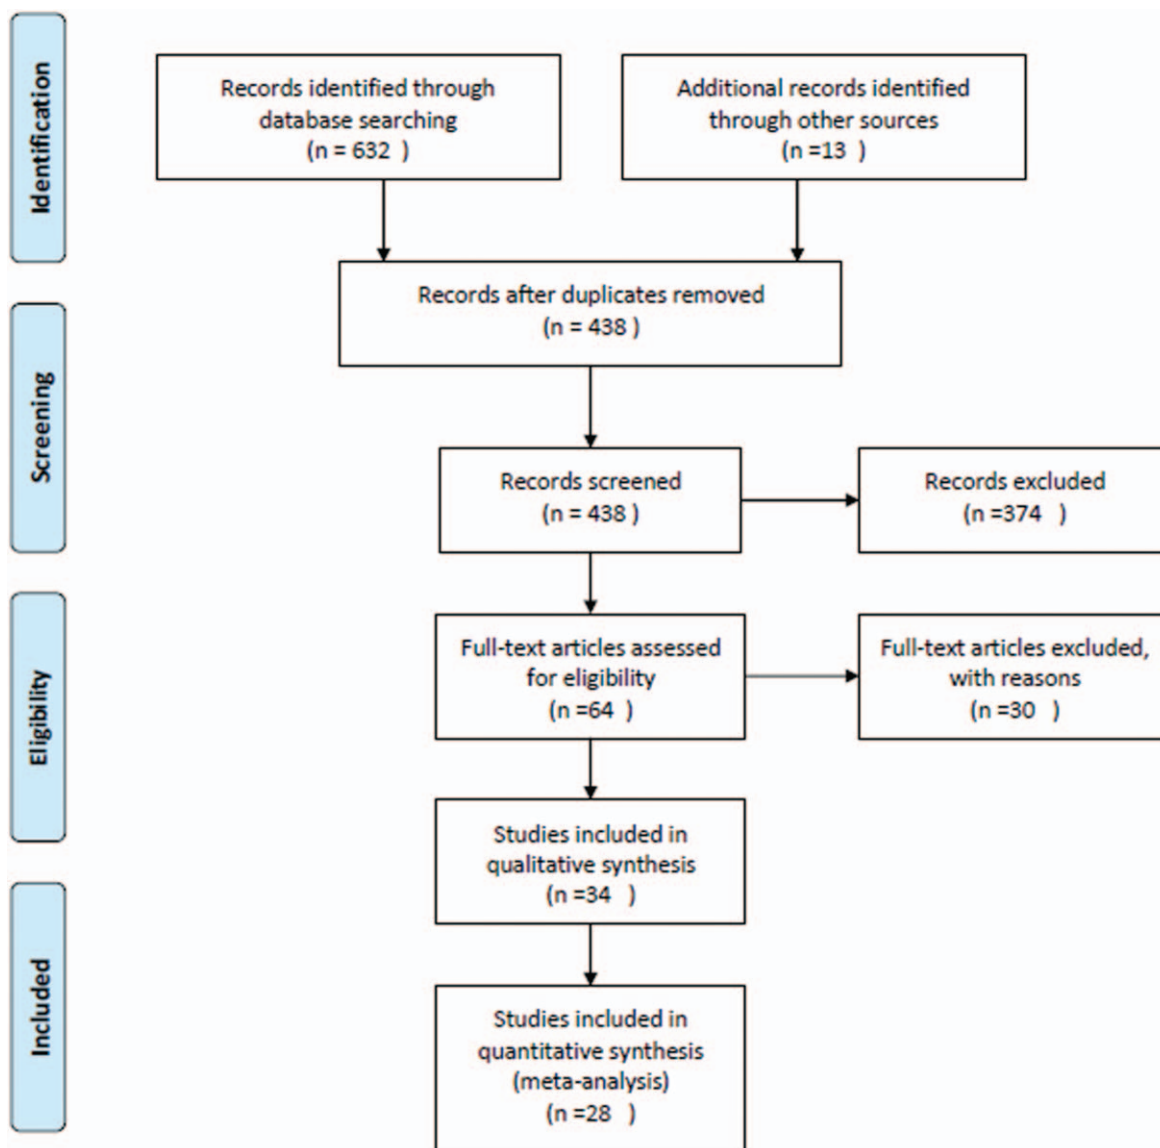 Identification
Records identified through
database searching
(n = 632 )
Additional records identified
through other sources
(n =13 )
Records after duplicates removed
(n = 438 )
Screening
Records screened
(n = 438 )
Records excluded
(n =374 )
Eligibility
Full-text articles assessed
for eligibility
(n =64 )
Full-text articles excluded,
with reasons
(n =30 )
Studies included in
qualitative synthesis
(n =34 )
Included
Studies included in
quantitative synthesis
(meta-analysis)
(n =28 )